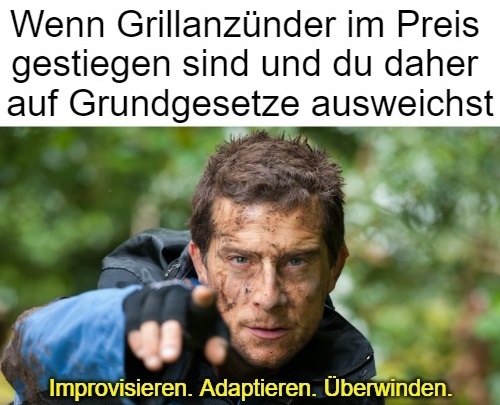 Wenn Grillanzünder im Preis
gestiegen sind und du daher
auf Grundgesetze ausweichst
Improvisieren. Adaptieren. Überwinden.